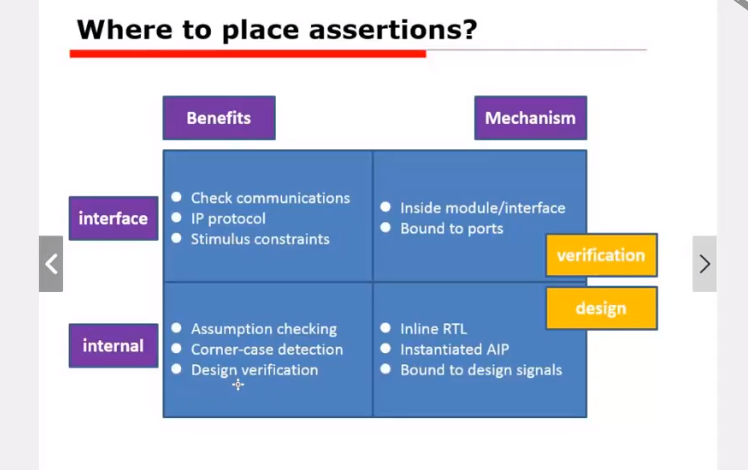 Where to place assertions?
Benefits
Mechanism
interface
Check communications
IP protocol
Stimulus constraints
Inside module/interface
Bound to ports
verification
design
internal
Assumption checking
Corner-case detection
Design verification
Inline RTL
Instantiated AIP
Bound to design signals